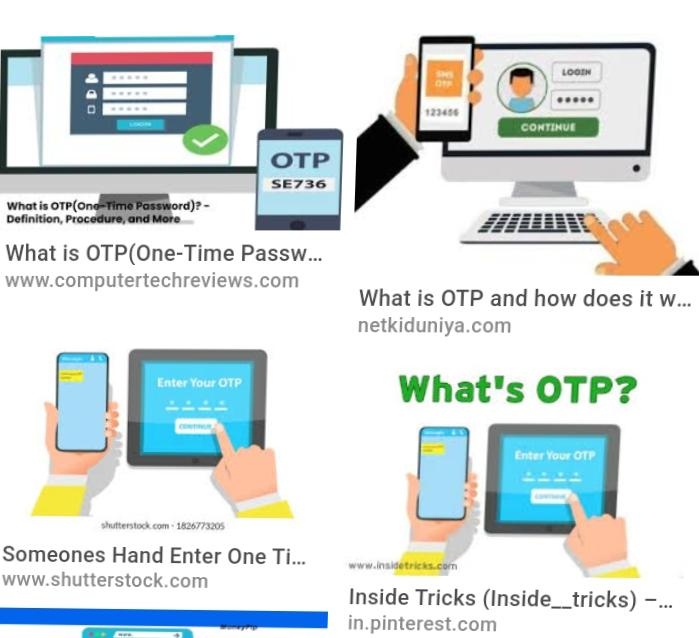 LOGIN
OTP
SE736
What is OTP(One-Time Password)? -
Definition, Procedure, and More
What is OTP(One-Time Passw...
www.computertechreviews.com
SMS
OTP
123456
LOGIN
CONTINUE
What is OTP and how does it w...
netkiduniya.com
Enter Your OTP
CONTINUE
shutterstock.com · 1826773205
Someones Hand Enter One Ti...
www.shutterstock.com
What's OTP?
Enter Your OTP
CONTINUE
www.insidetricks.com
Inside Tricks (Inside__tricks) –...
in.pinterest.com
www.
MoneyPip